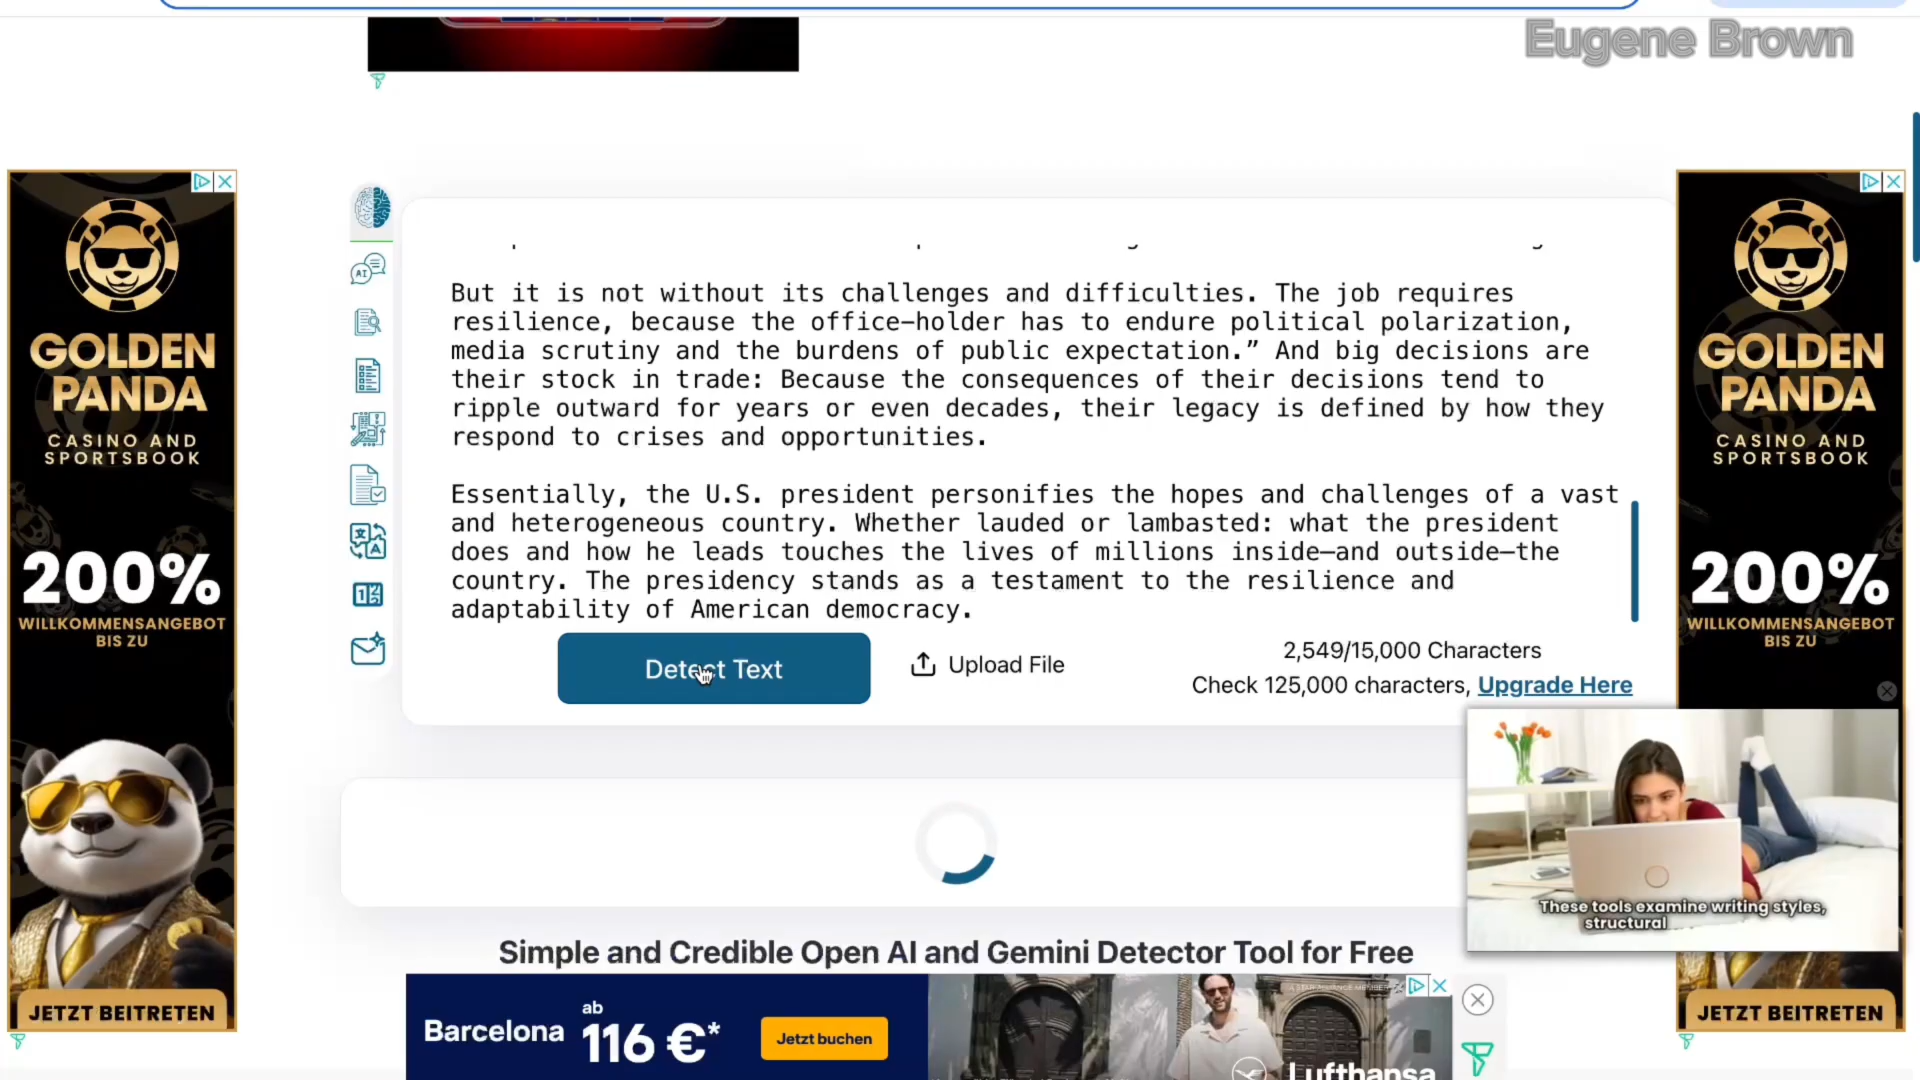 Eugene Brown
GOLDEN
PANDA
CASINO AND
SPORTSBOOK
200%
WILLKOMMENSANGEBOT
BIS ZU
JETZT BEITRETEN
But it is not without its challenges and difficulties. The job requires
resilience, because the office-holder has to endure political polarization,
media scrutiny and the burdens of public expectation.” And big decisions are
their stock in trade: Because the consequences of their decisions tend to
ripple outward for years or even decades, their legacy is defined by how they
respond to crises and opportunities.
Essentially, the U.S. president personifies the hopes and challenges of a vast
and heterogeneous country. Whether lauded or lambasted: what the president
does and how he leads touches the lives of millions inside—and outside—the
country. The presidency stands as a testament to the resilience and
adaptability of American democracy.
Detect Text
Upload File
2,549/15,000 Characters
Check 125,000 characters, Upgrade Here
GOLDEN
PANDA
CASINO AND
SPORTSBOOK
200%
WILLKOMMENSANGEBOT
BIS ZU
These tools examine writing styles,
structural
JETZT BEITRETEN
Simple and Credible Open AI and Gemini Detector Tool for Free
Barcelona
ab
116 €*
Jetzt buchen
Lufthansa